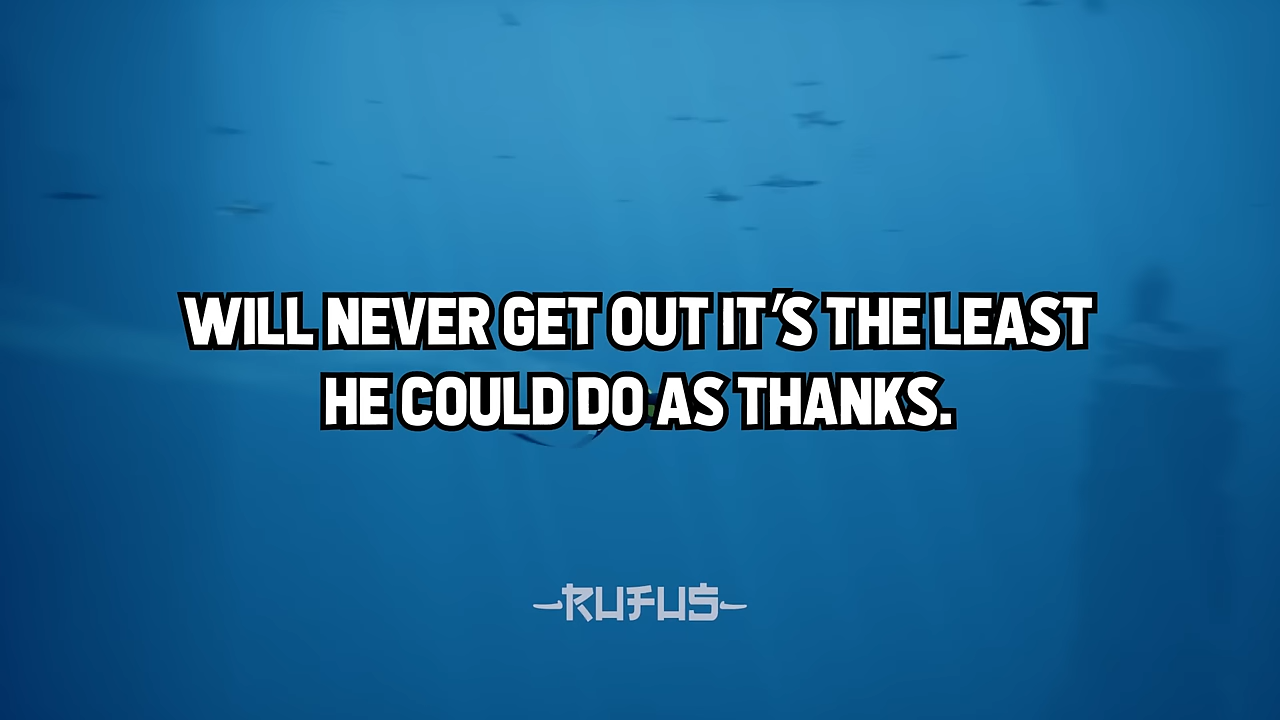 WILL NEVER GET OUT IT'S THE LEAST
HE COULD DO AS THANKS.
-RUFUS-